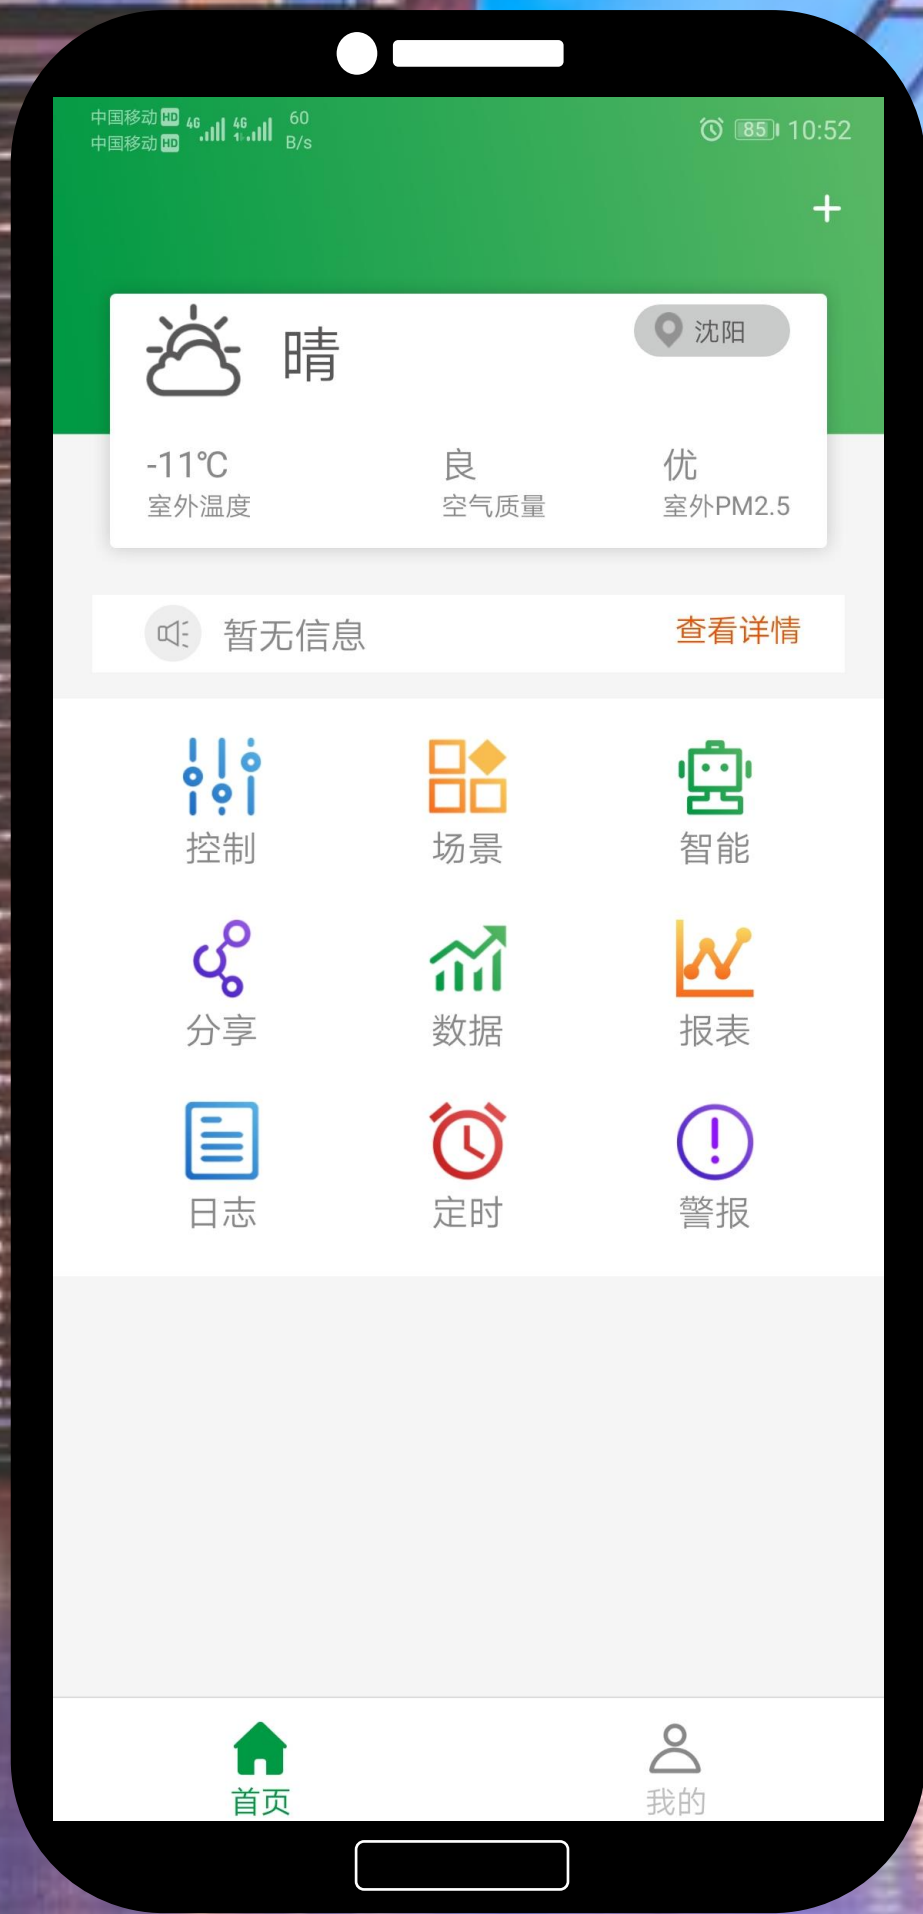 中国移动 HD 4G 4G 60
中国移动 HD B/s
85 10:52
+
晴
沈阳
-11℃ 良 优
室外温度 空气质量 室外PM2.5
暂无信息 查看详情
控制 场景 智能
分享 数据 报表
日志 定时 警报
首页 我的